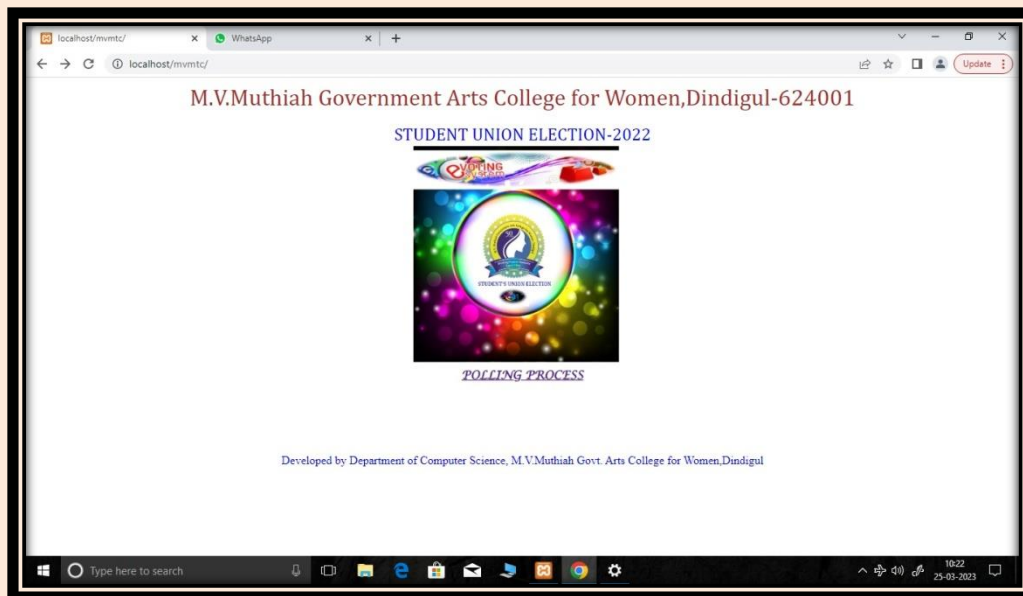 localhost/mvmtc/
WhatsApp
localhost/mvmtc/
Update
M.V.Muthiah Government Arts College for Women,Dindigul-624001
STUDENT UNION ELECTION-2022
VOTING
System
30
STUDENT'S UNION ELECTION
POLLING PROCESS
Developed by Department of Computer Science, M.V.Muthiah Govt. Arts College for Women,Dindigul
Type here to search
10:22
25-03-2023